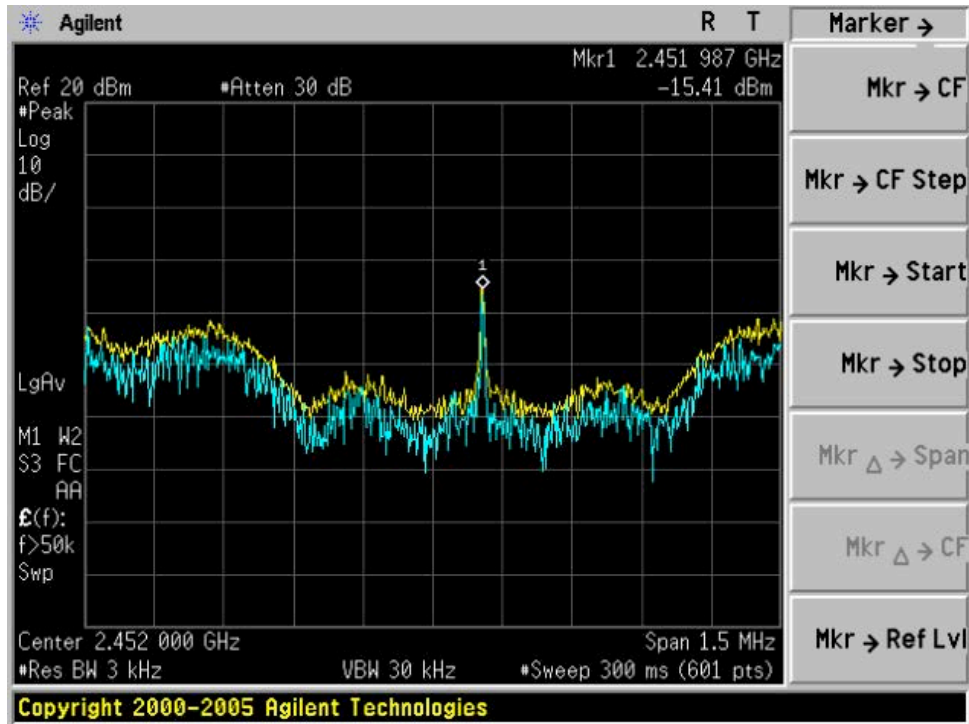 Agilent R T Marker →
Mkr1 2.451 987 GHz
Ref 20 dBm #Atten 30 dB -15.41 dBm
#Peak
Log
10
dB/
1
LgAv
M1 W2
S3 FC
AA
£(f):
f>50k
Swp
Center 2.452 000 GHz Span 1.5 MHz
#Res BW 3 kHz VBW 30 kHz #Sweep 300 ms (601 pts)
Copyright 2000-2005 Agilent Technologies
Mkr → CF
Mkr → CF Step
Mkr → Start
Mkr → Stop
Mkr Δ → Span
Mkr Δ → CF
Mkr → Ref Lvl